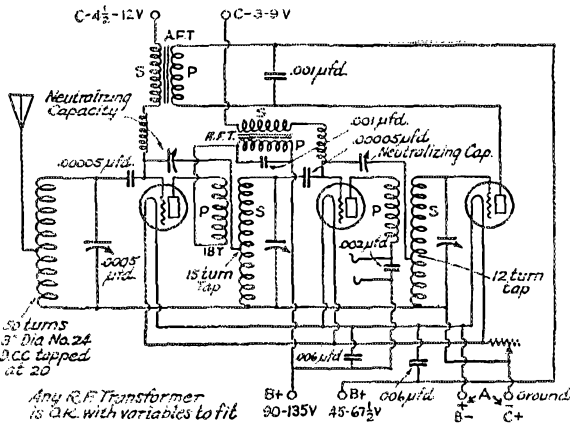 C-4½-12V
C-3-9V
A.F.T.
S
P
.001 µfd.
Neutralizing
Capacity
S
R.F.T.
P
.001 µfd.
.00005 µfd.
Neutralizing Cap.
.00005 µfd.
P
S
P
S
.0005
µfd.
18T
15 turn
Tap
.002 µfd.
12 turn
tap
50 turns
3" Dia No. 24
D.C.C tapped
at 20
.006 µfd.
.006 µfd.
Any R.F. Transformer
is O.K. with variables to fit
B+
90-135V
B+
45-67½V
+
B-
A
-
C+
Ground